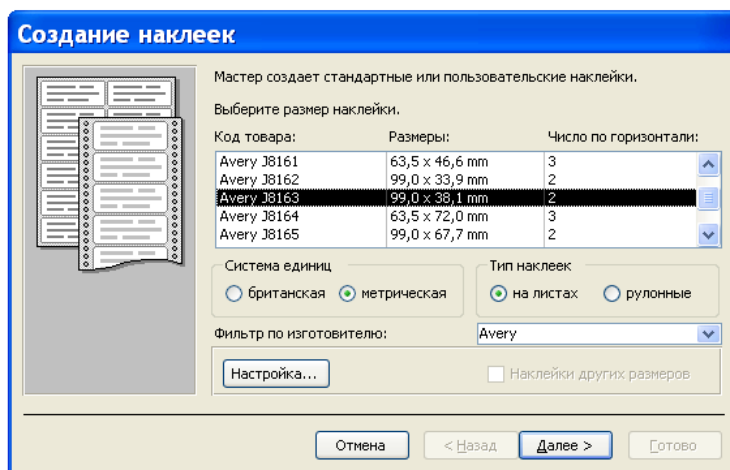 Создание наклеек
Мастер создает стандартные или пользовательские наклейки.
Выберите размер наклейки.
Код товара: Размеры: Число по горизонтали:
Avery J8161 63,5 x 46,6 mm 3
Avery J8162 99,0 x 33,9 mm 2
Avery J8163 99,0 x 38,1 mm 2
Avery J8164 63,5 x 72,0 mm 3
Avery J8165 99,0 x 67,7 mm 2
Система единиц Тип наклеек
британская метрическая на листах рулонные
Фильтр по изготовителю: Avery
Настройка... Наклейки других размеров
Отмена < Назад Далее > Готово